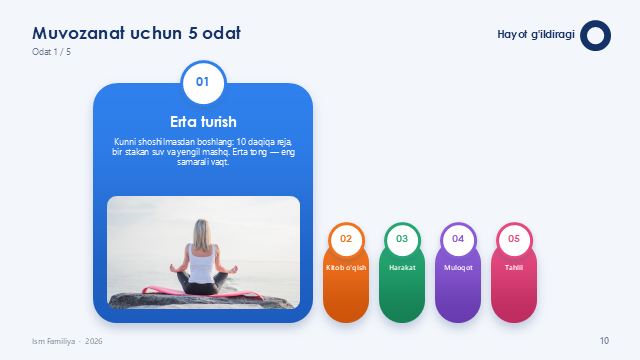 Muvozanat uchun 5 odat
Odat 1 / 5
Hayot g'ildiragi
01
Erta turish
Kunni shoshilmasdan boshlang: 10 daqiqa reja,
bir stakan suv va yengil mashq. Erta tong — eng
samarali vaqt.
02
Kitob o'qish
03
Harakat
04
Muloqot
05
Tahlil
Ism Familiya · 2026
10